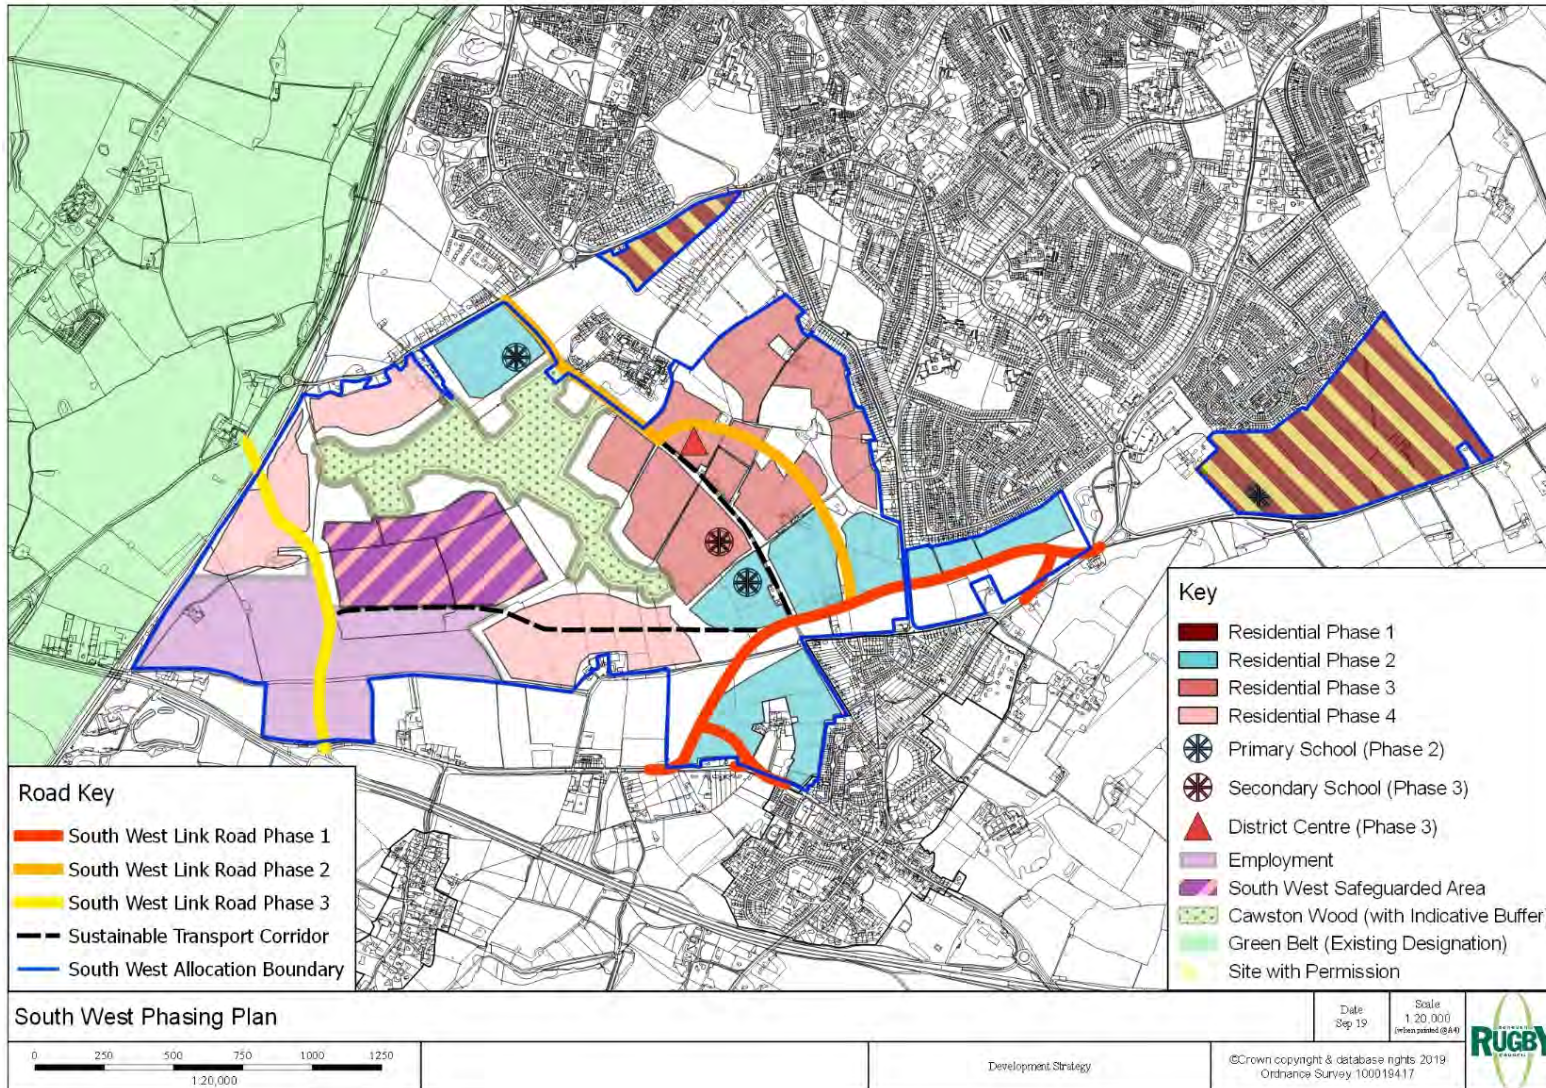 Key
Residential Phase 1
Residential Phase 2
Residential Phase 3
Residential Phase 4
Primary School (Phase 2)
Secondary School (Phase 3)
District Centre (Phase 3)
Employment
South West Safeguarded Area
Cawston Wood (with Indicative Buffer)
Green Belt (Existing Designation)
Site with Permission
Road Key
South West Link Road Phase 1
South West Link Road Phase 2
South West Link Road Phase 3
Sustainable Transport Corridor
South West Allocation Boundary
South West Phasing Plan
Date
Sep 19
Scale
1:20,000
(when printed @A4)
0 250 500 750 1000 1250
1:20,000
Development Strategy
©Crown copyright & database rights 2019
Ordnance Survey 100019417
RUGBY